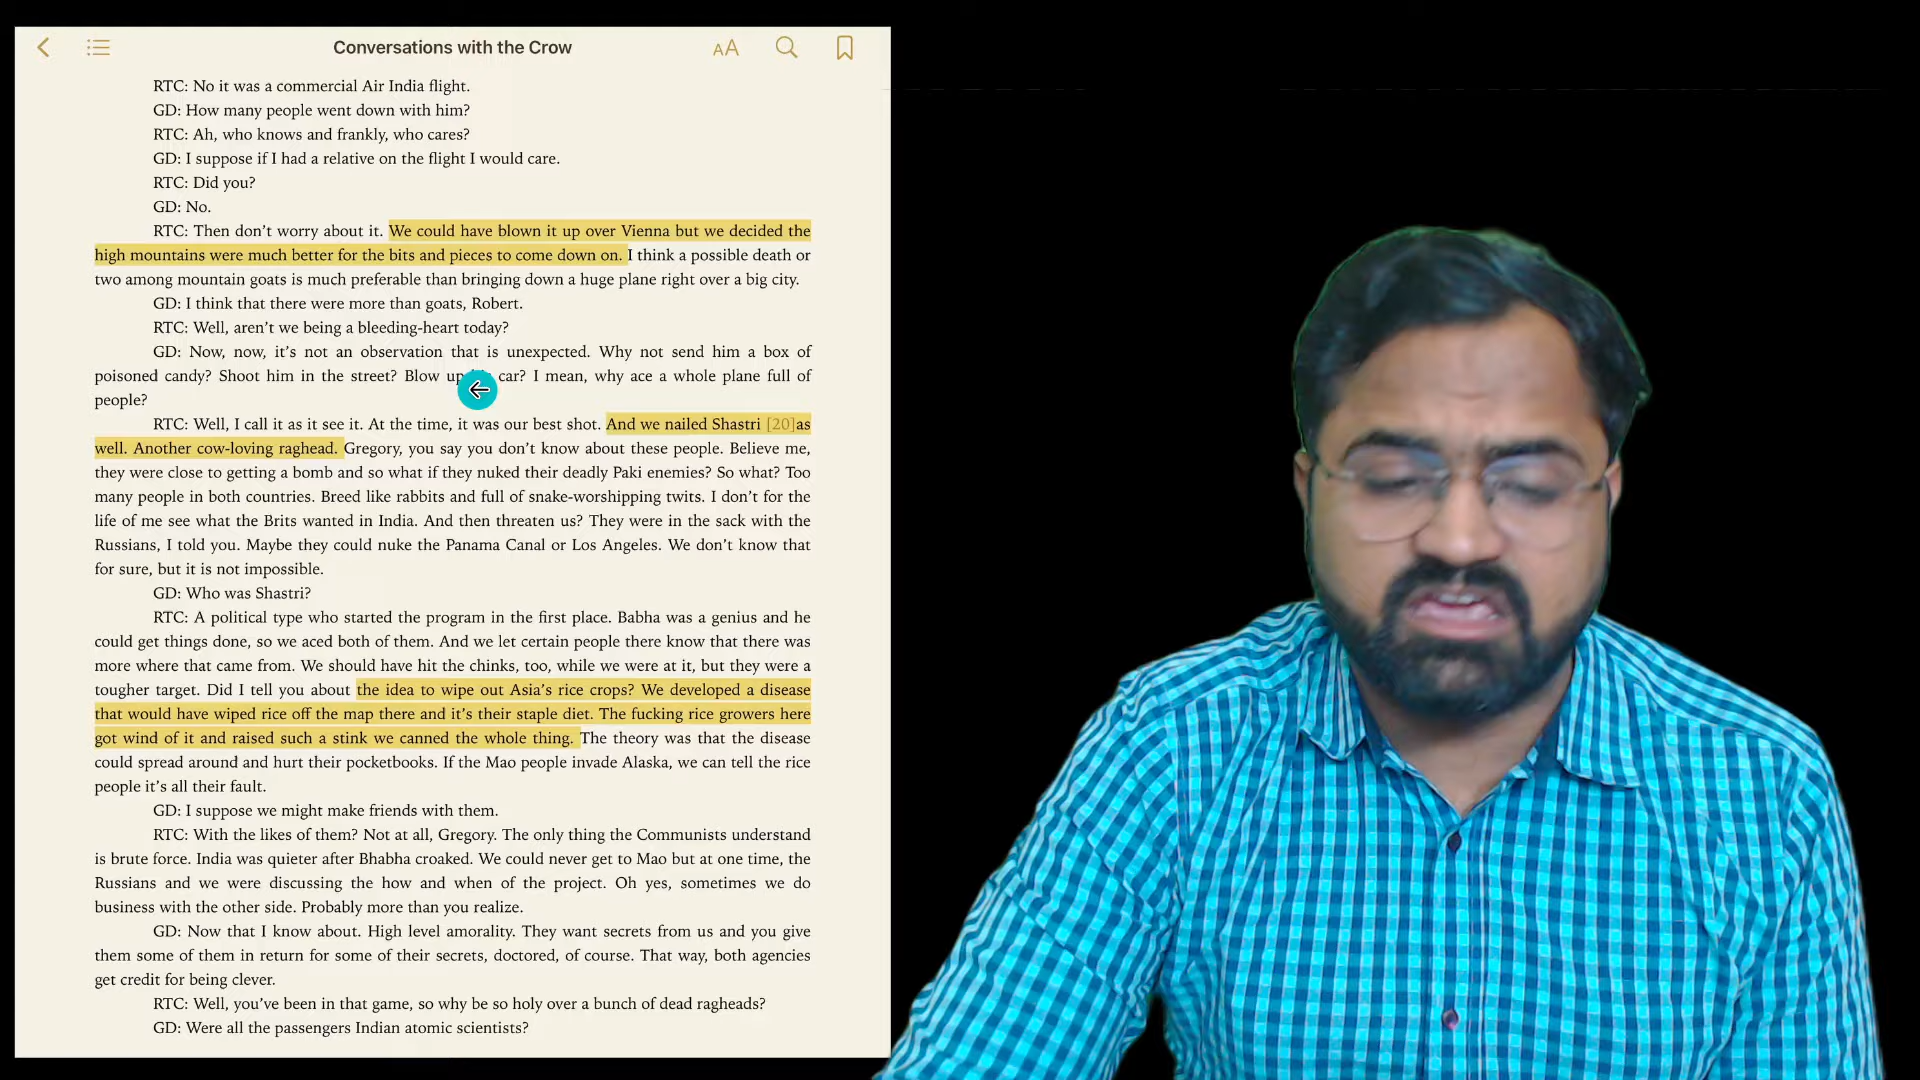 Conversations with the Crow
AA
RTC: No it was a commercial Air India flight.
GD: How many people went down with him?
RTC: Ah, who knows and frankly, who cares?
GD: I suppose if I had a relative on the flight I would care.
RTC: Did you?
GD: No.
RTC: Then don’t worry about it. We could have blown it up over Vienna but we decided the
high mountains were much better for the bits and pieces to come down on. I think a possible death or
two among mountain goats is much preferable than bringing down a huge plane right over a big city.
GD: I think that there were more than goats, Robert.
RTC: Well, aren’t we being a bleeding-heart today?
GD: Now, now, it’s not an observation that is unexpected. Why not send him a box of
poisoned candy? Shoot him in the street? Blow up car? I mean, why ace a whole plane full of
people?
RTC: Well, I call it as it see it. At the time, it was our best shot. And we nailed Shastri [20]as
well. Another cow-loving raghead. Gregory, you say you don’t know about these people. Believe me,
they were close to getting a bomb and so what if they nuked their deadly Paki enemies? So what? Too
many people in both countries. Breed like rabbits and full of snake-worshipping twits. I don’t for the
life of me see what the Brits wanted in India. And then threaten us? They were in the sack with the
Russians, I told you. Maybe they could nuke the Panama Canal or Los Angeles. We don’t know that
for sure, but it is not impossible.
GD: Who was Shastri?
RTC: A political type who started the program in the first place. Babha was a genius and he
could get things done, so we aced both of them. And we let certain people there know that there was
more where that came from. We should have hit the chinks, too, while we were at it, but they were a
tougher target. Did I tell you about the idea to wipe out Asia’s rice crops? We developed a disease
that would have wiped rice off the map there and it’s their staple diet. The fucking rice growers here
got wind of it and raised such a stink we canned the whole thing. The theory was that the disease
could spread around and hurt their pocketbooks. If the Mao people invade Alaska, we can tell the rice
people it’s all their fault.
GD: I suppose we might make friends with them.
RTC: With the likes of them? Not at all, Gregory. The only thing the Communists understand
is brute force. India was quieter after Bhabha croaked. We could never get to Mao but at one time, the
Russians and we were discussing the how and when of the project. Oh yes, sometimes we do
business with the other side. Probably more than you realize.
GD: Now that I know about. High level amorality. They want secrets from us and you give
them some of them in return for some of their secrets, doctored, of course. That way, both agencies
get credit for being clever.
RTC: Well, you’ve been in that game, so why be so holy over a bunch of dead ragheads?
GD: Were all the passengers Indian atomic scientists?